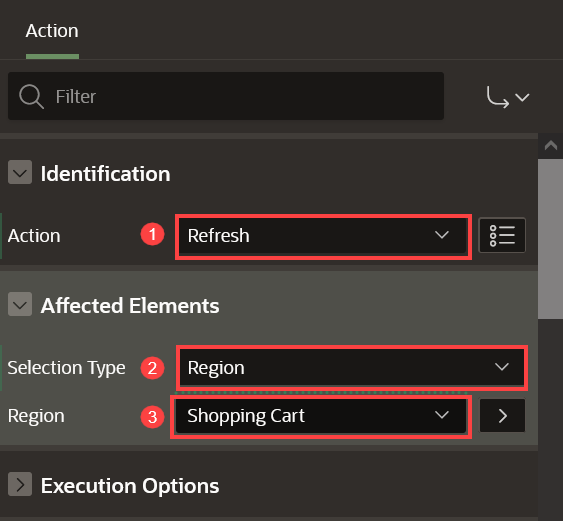 Action
Filter
Identification
Action 1 Refresh
Affected Elements
Selection Type 2 Region
Region 3 Shopping Cart
Execution Options